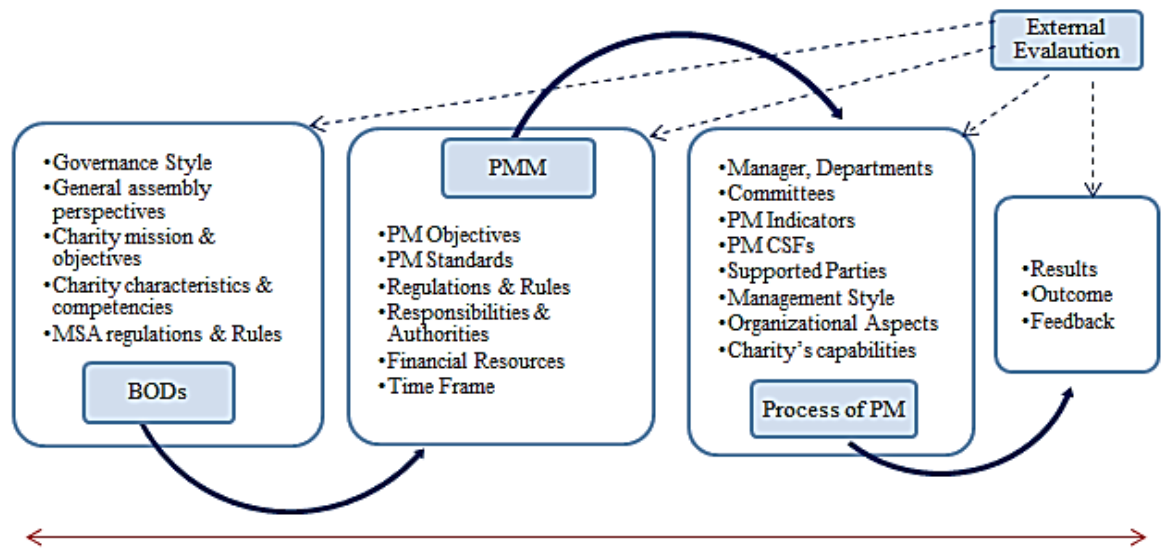 External
Evalaution
•Governance Style
•General assembly
perspectives
•Charity mission &
objectives
•Charity characteristics &
competencies
•MSA regulations & Rules
BODs
PMM
•PM Objectives
•PM Standards
•Regulations & Rules
•Responsibilities &
Authorities
•Financial Resources
•Time Frame
•Manager, Departments
•Committees
•PM Indicators
•PM CSFs
•Supported Parties
•Management Style
•Organizational Aspects
•Charity’s capabilities
Process of PM
•Results
•Outcome
•Feedback